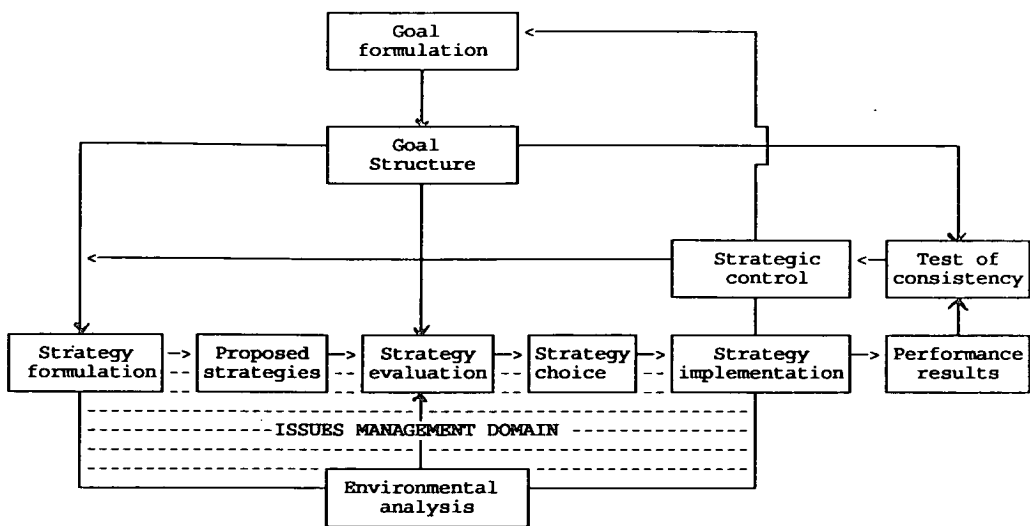 Goal
formulation
Goal
Structure
Strategic
control
Test of
consistency
Strategy
formulation
Proposed
strategies
Strategy
evaluation
Strategy
choice
Strategy
implementation
Performance
results
ISSUES MANAGEMENT DOMAIN
Environmental
analysis